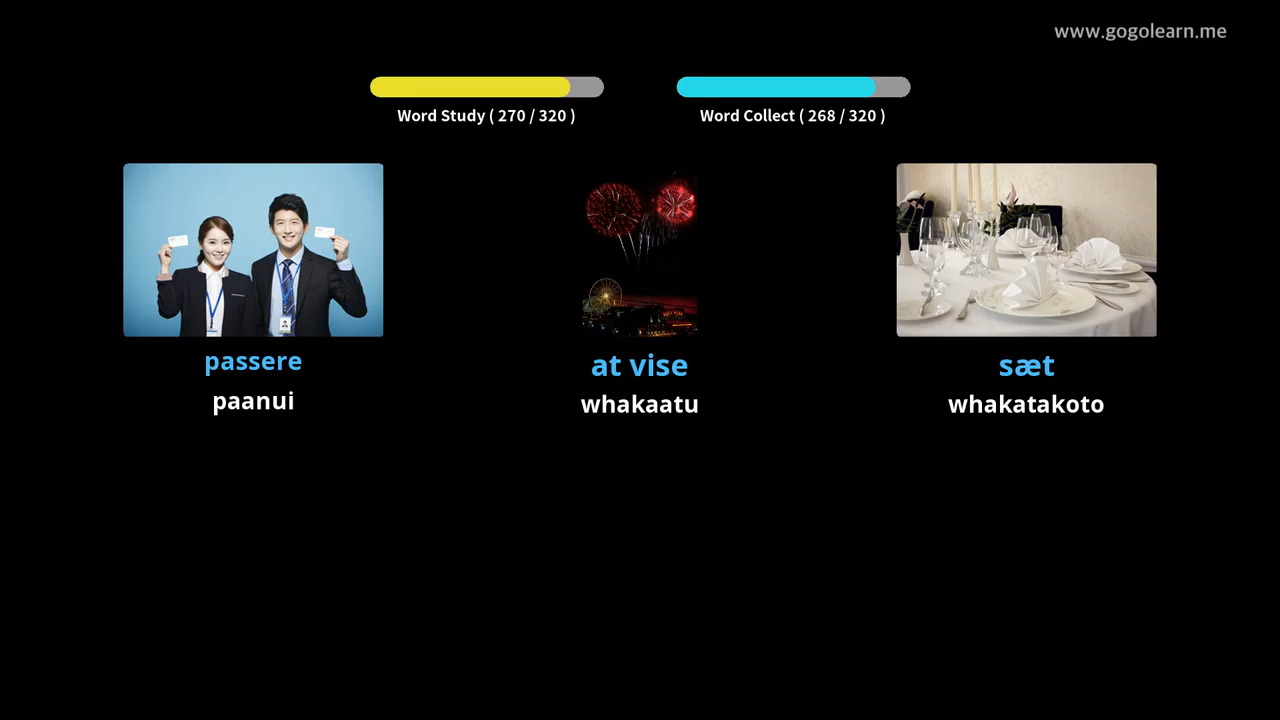 www.gogolearn.me
Word Study ( 270 / 320 )
Word Collect ( 268 / 320 )
passere
paanui
at vise
whakaatu
sæt
whakatakoto